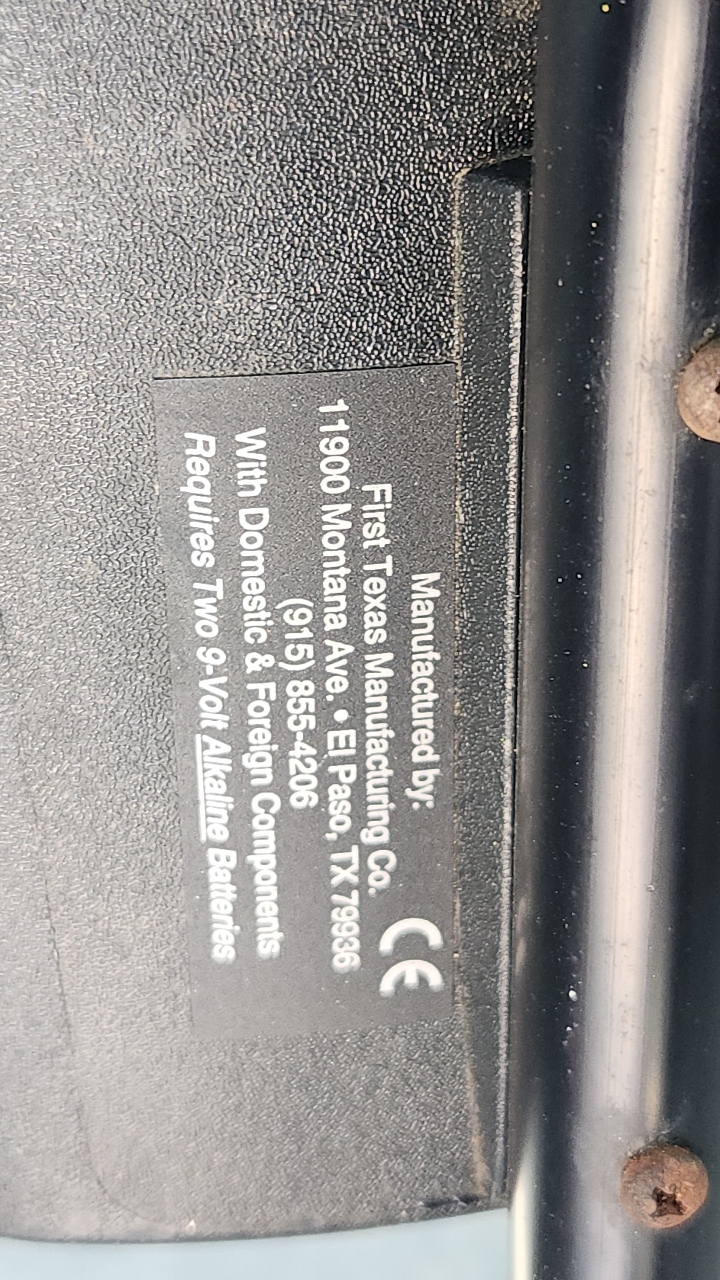 Manufactured by:
First Texas Manufacturing Co.
11900 Montana Ave. • El Paso, TX 79936
(915) 855-4206
With Domestic & Foreign Components
Requires Two 9-Volt Alkaline Batteries
CE